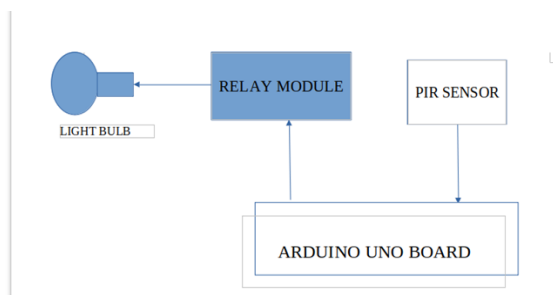 RELAY MODULE
PIR SENSOR
LIGHT BULB
ARDUINO UNO BOARD